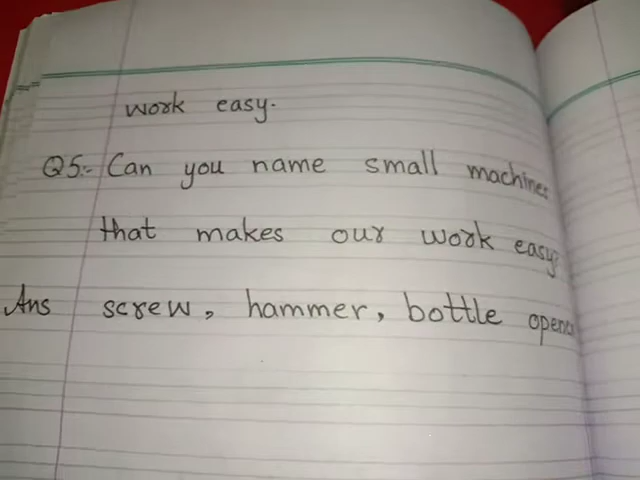 work easy.
Q5:- Can you name small machines
that makes our work easy?
Ans screw, hammer, bottle opener